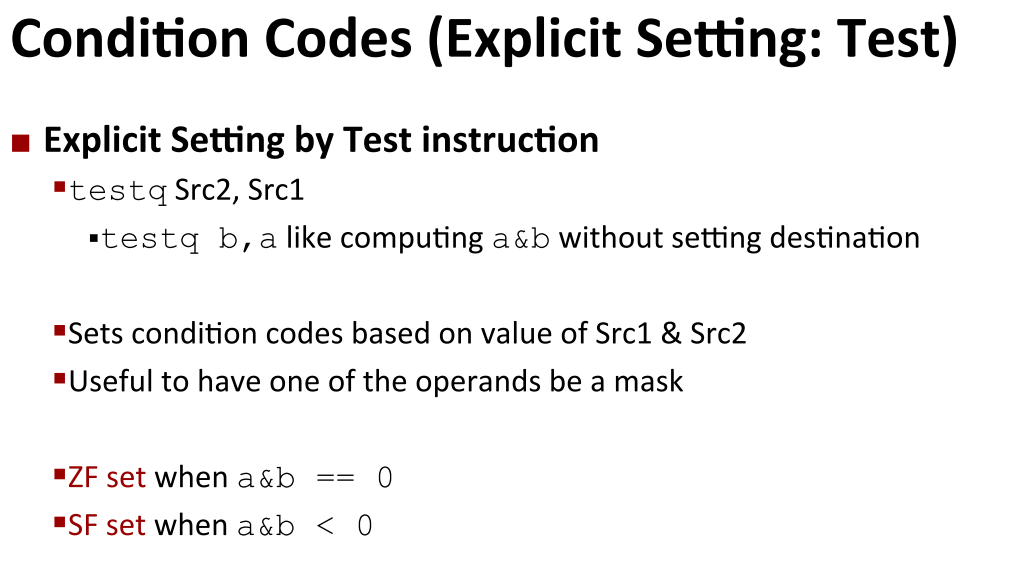 Condition Codes (Explicit Setting: Test)
Explicit Setting by Test instruction
testq Src2, Src1
testq b,a like computing a&b without setting destination
Sets condition codes based on value of Src1 & Src2
Useful to have one of the operands be a mask
ZF set when a&b == 0
SF set when a&b < 0